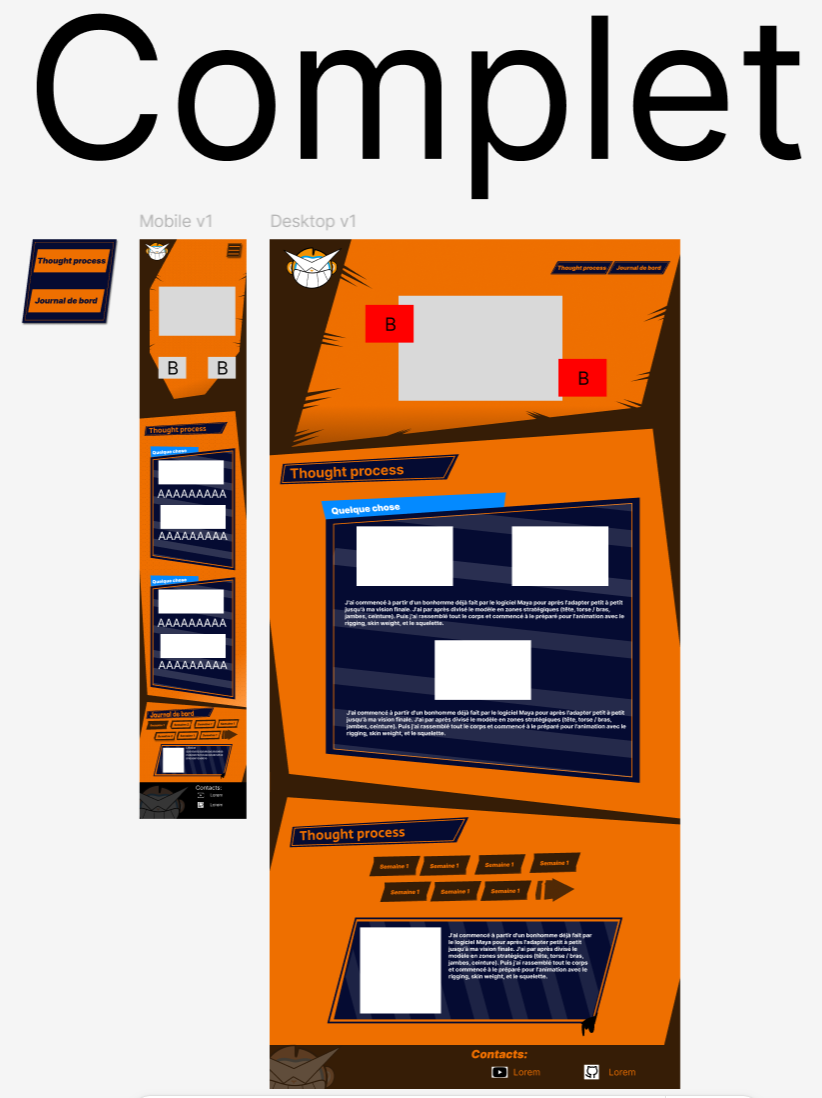 Complet
Mobile v1
Desktop v1
Thought process
Journal de bord
B
B
Thought process
Quelque chose
AAAAAAAAA
AAAAAAAAA
Quelque chose
AAAAAAAAA
AAAAAAAAA
Journal de bord
Contacts:
Lorem
Lorem
Thought process
Journal de bord
B
B
Thought process
Quelque chose
J'ai commencé à partir d'un bonhomme déjà fait par le logiciel Maya pour après l'adapter petit à petit
jusqu'à ma vision finale. J'ai par après divisé le modèle en zones stratégiques (tête, torse / bras,
jambes, ceinture). Puis j'ai rassemblé tout le corps et commencé à le préparé pour l'animation avec le
rigging, skin weight, et le squelette.
J'ai commencé à partir d'un bonhomme déjà fait par le logiciel Maya pour après l'adapter petit à petit
jusqu'à ma vision finale. J'ai par après divisé le modèle en zones stratégiques (tête, torse / bras,
jambes, ceinture). Puis j'ai rassemblé tout le corps et commencé à le préparé pour l'animation avec le
rigging, skin weight, et le squelette.
Thought process
Semaine 1 Semaine 1 Semaine 1 Semaine 1
Semaine 1 Semaine 1 Semaine 1
J'ai commencé à partir d'un bonhomme déjà fait par
le logiciel Maya pour après l'adapter petit à petit
jusqu'à ma vision finale. J'ai par après divisé le
modèle en zones stratégiques (tête, torse / bras,
jambes, ceinture). Puis j'ai rassemblé tout le corps
et commencé à le préparé pour l'animation avec le
rigging, skin weight, et le squelette.
Contacts:
Lorem
Lorem